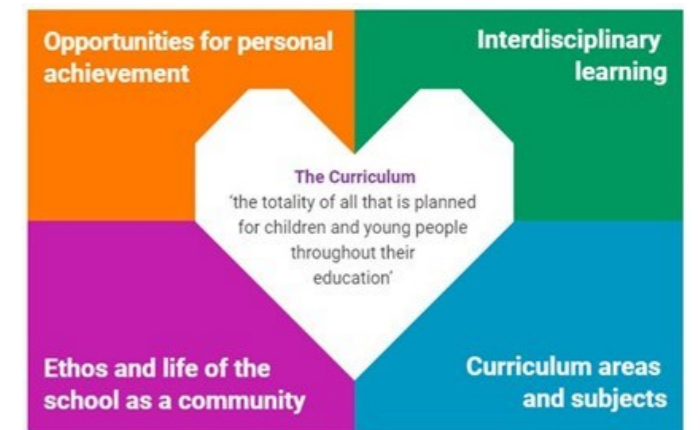 Opportunities for personal
achievement
Interdisciplinary
learning
The Curriculum
'the totality of all that is planned
for children and young people
throughout their
education'
Ethos and life of the
school as a community
Curriculum areas
and subjects